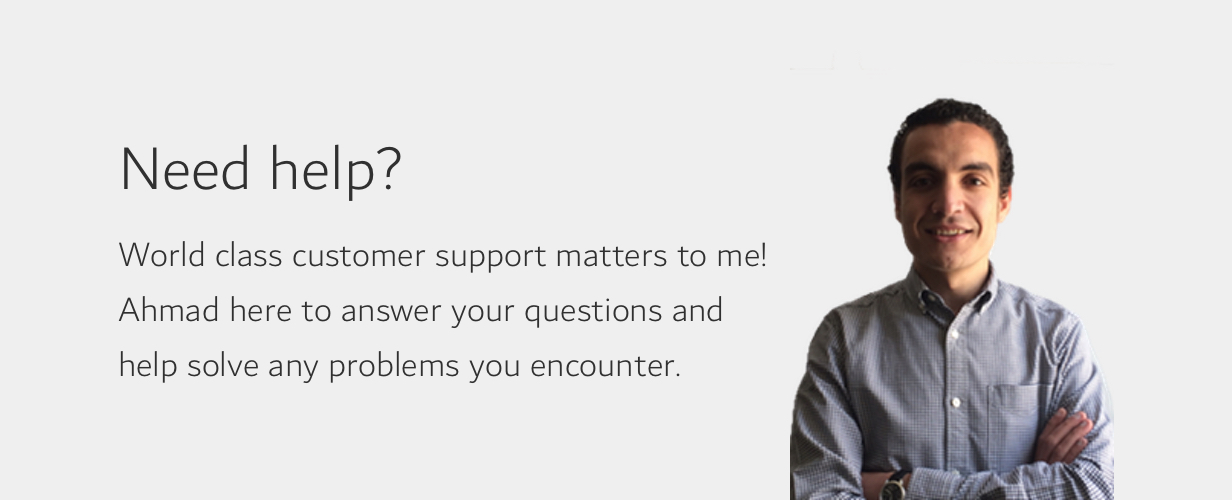 Need help?
World class customer support matters to me!
Ahmad here to answer your questions and
help solve any problems you encounter.